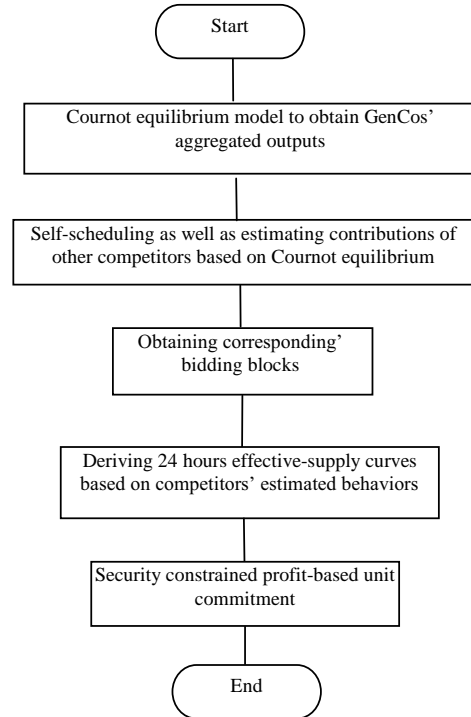 Start
Cournot equilibrium model to obtain GenCos'
aggregated outputs
Self-scheduling as well as estimating contributions of
other competitors based on Cournot equilibrium
Obtaining corresponding'
bidding blocks
Deriving 24 hours effective-supply curves
based on competitors' estimated behaviors
Security constrained profit-based unit
commitment
End